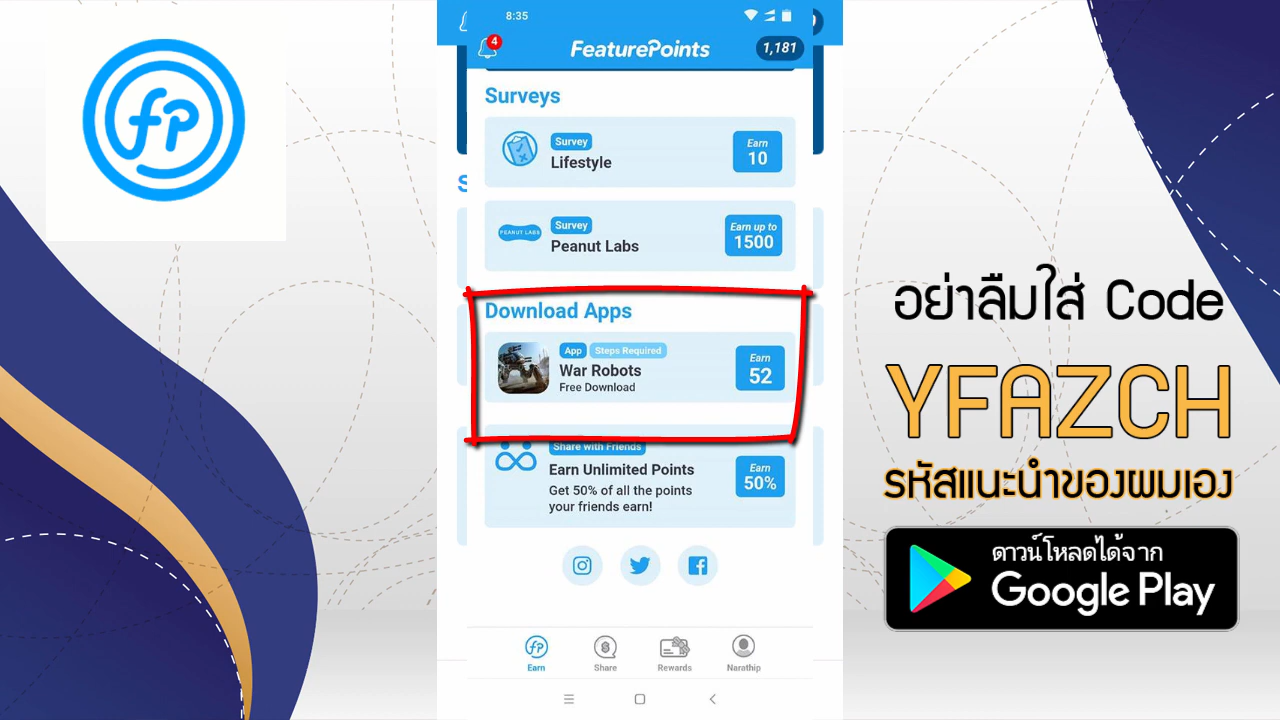 fp
8:35
4
FeaturePoints
1,181
Surveys
Survey
Lifestyle
Earn
10
PEANUT LABS
Survey
Peanut Labs
Earn up to
1500
Download Apps
App Steps Required
War Robots
Free Download
Earn
52
Share with Friends
Earn Unlimited Points
Get 50% of all the points
your friends earn!
Earn
50%
fp
Earn
Share
Rewards
Narathip
อย่าลืมใส่ Code
YFAZCH
รหัสแนะนำของผมเอง
ดาวน์โหลดได้จาก
Google Play